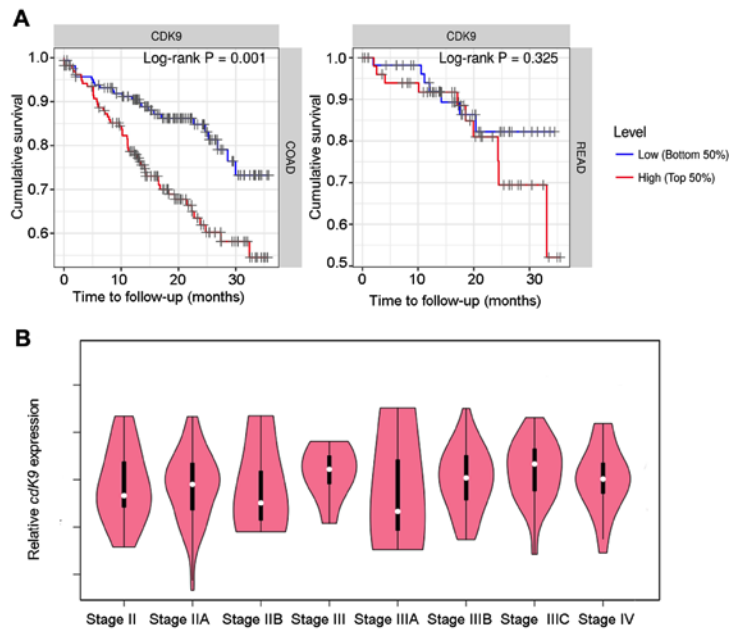 A
CDK9
Log-rank P = 0.001
COAD
Cumulative survival
1.0
0.9
0.8
0.7
0.6
0 10 20 30
Time to follow-up (months)
CDK9
Log-rank P = 0.325
READ
Cumulative survival
1.0
0.9
0.8
0.7
0.6
0.5
0 10 20 30
Time to follow-up (months)
Level
Low (Bottom 50%)
High (Top 50%)
B
Relative cdK9 expression
Stage II Stage IIA Stage IIB Stage III Stage IIIA Stage IIIB Stage IIIC Stage IV